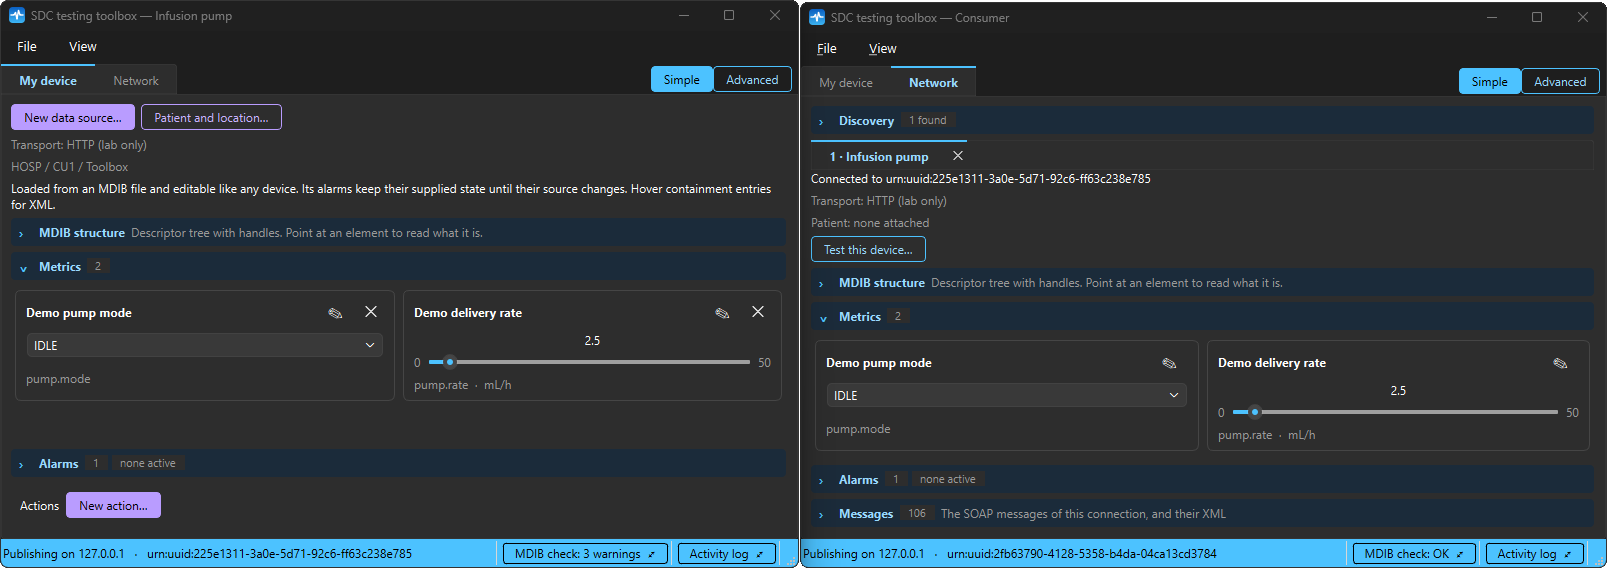 SDC testing toolbox — Infusion pump
File View
My device Network Simple Advanced
New data source... Patient and location...
Transport: HTTP (lab only)
HOSP / CU1 / Toolbox
Loaded from an MDIB file and editable like any device. Its alarms keep their supplied state until their source changes. Hover containment entries
for XML.
MDIB structure Descriptor tree with handles. Point at an element to read what it is.
Metrics 2
Demo pump mode
IDLE
pump.mode
Demo delivery rate
2.5
0 50
pump.rate · mL/h
Alarms 1 none active
Actions New action...
Publishing on 127.0.0.1 · urn:uuid:225e1311-3a0e-5d71-92c6-ff63c238e785 MDIB check: 3 warnings Activity log
SDC testing toolbox — Consumer
File View
My device Network Simple Advanced
Discovery 1 found
1 · Infusion pump
Connected to urn:uuid:225e1311-3a0e-5d71-92c6-ff63c238e785
Transport: HTTP (lab only)
Patient: none attached
Test this device...
MDIB structure Descriptor tree with handles. Point at an element to read what it is.
Metrics 2
Demo pump mode
IDLE
pump.mode
Demo delivery rate
2.5
0 50
pump.rate · mL/h
Alarms 1 none active
Messages 106 The SOAP messages of this connection, and their XML
Publishing on 127.0.0.1 · urn:uuid:2fb63790-4128-5358-b4da-04ca13cd3784 MDIB check: OK Activity log